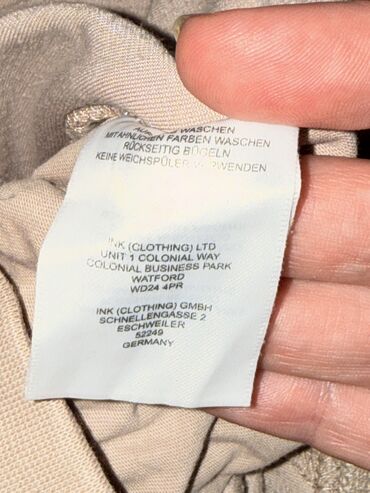 WASCHEN
MIT ÄHNLICHEN FARBEN WASCHEN
RÜCKSEITIG BÜGELN
KEINE WEICHSPÜLER VERWENDEN
INK (CLOTHING) LTD
UNIT 1 COLONIAL WAY
COLONIAL BUSINESS PARK
WATFORD
WD24 4PR
INK (CLOTHING) GMBH
SCHNELLENGASSE 2
ESCHWEILER
52249
GERMANY